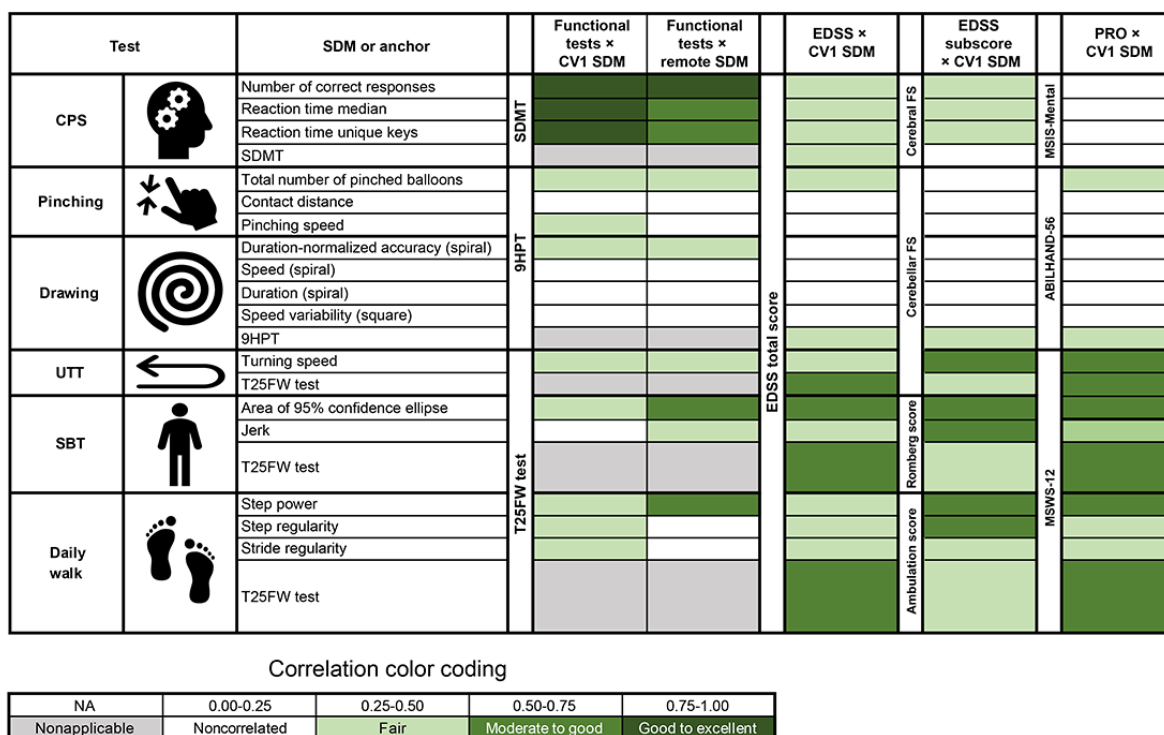 Test
SDM or anchor
Functional
tests ×
CV1 SDM
Functional
tests ×
remote SDM
EDSS ×
CV1 SDM
EDSS
subscore
× CV1 SDM
PRO ×
CV1 SDM
CPS
Number of correct responses
Reaction time median
Reaction time unique keys
SDMT
SDMT
Cerebral FS
MSIS-Mental
Pinching
Total number of pinched balloons
Contact distance
Pinching speed
9HPT
Cerebellar FS
ABILHAND-56
Drawing
Duration-normalized accuracy (spiral)
Speed (spiral)
Duration (spiral)
Speed variability (square)
9HPT
EDSS total score
UTT
Turning speed
T25FW test
T25FW test
MSWS-12
SBT
Area of 95% confidence ellipse
Jerk
T25FW test
Romberg score
Daily
walk
Step power
Step regularity
Stride regularity
T25FW test
Ambulation score
Correlation color coding
NA 0.00-0.25 0.25-0.50 0.50-0.75 0.75-1.00
Nonapplicable Noncorrelated Fair Moderate to good Good to excellent